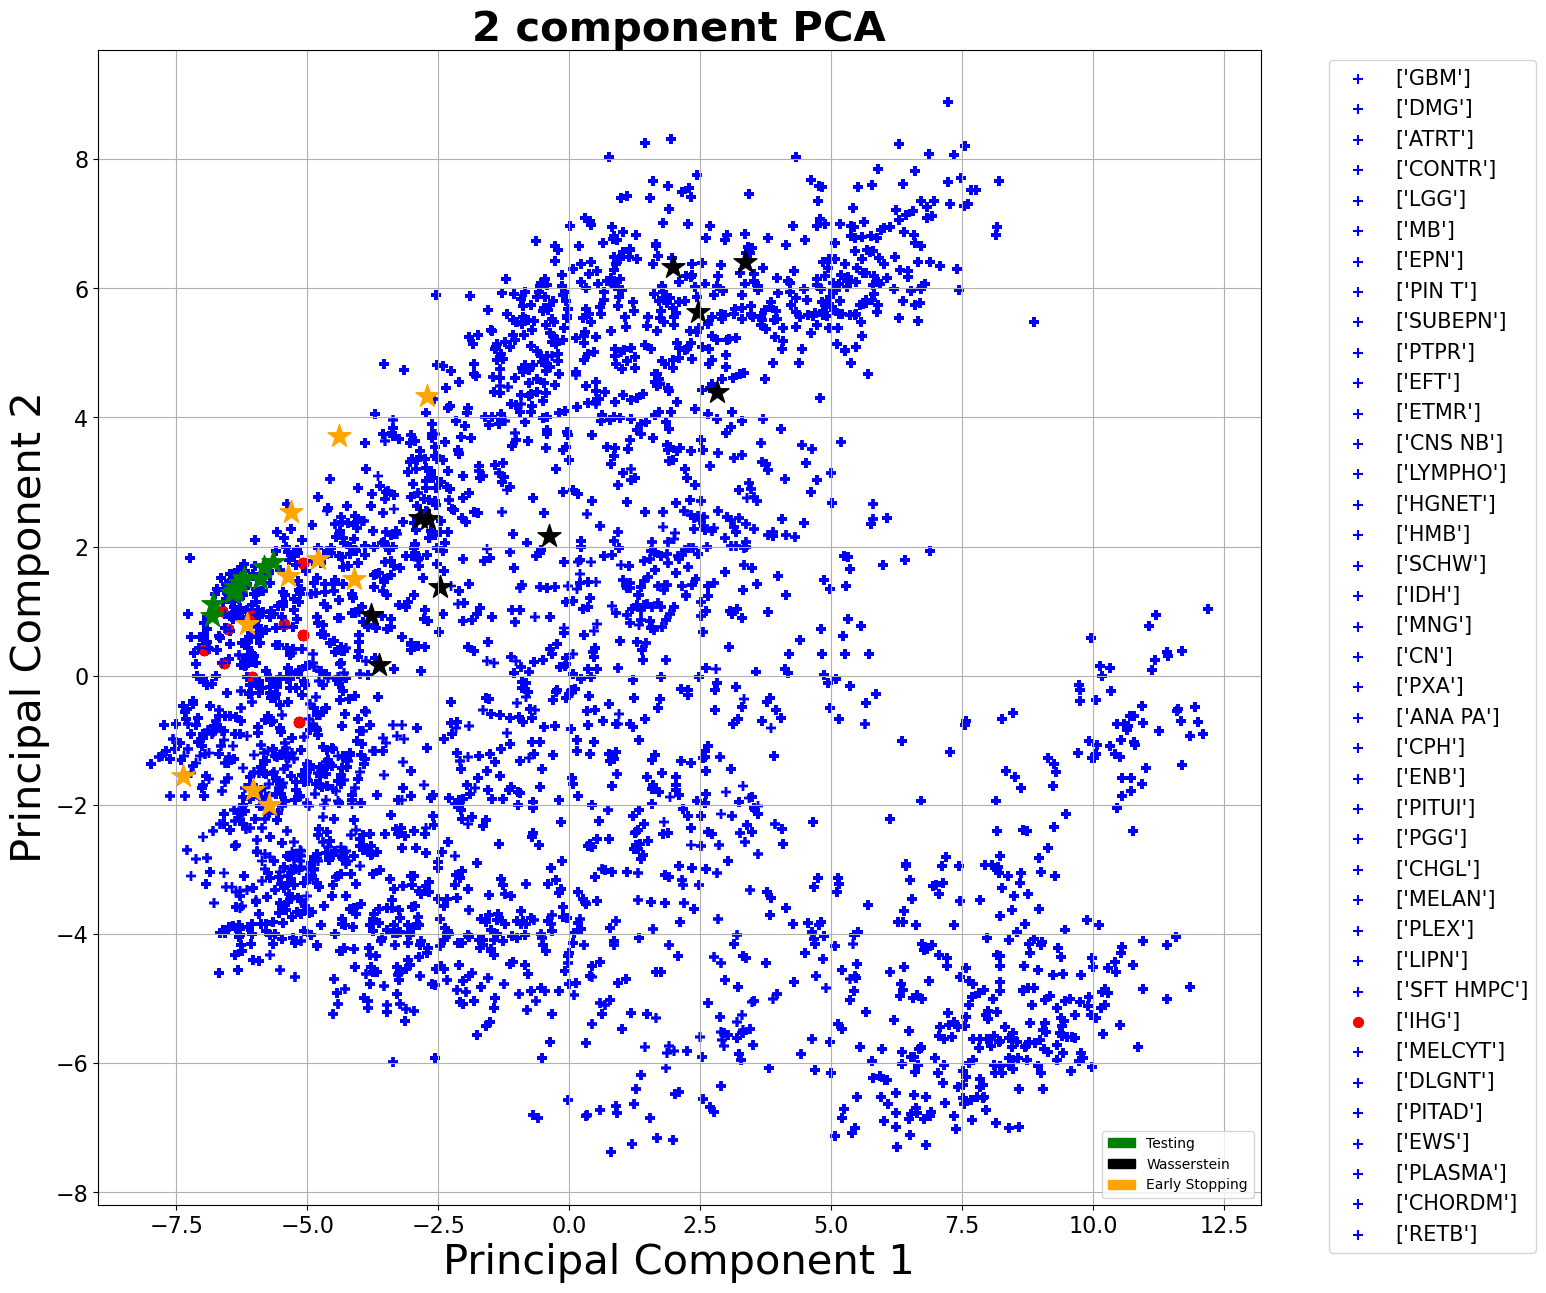 2 component PCA
Principal Component 2
8
6
4
2
0
−2
−4
−6
−8
−7.5 −5.0 −2.5 0.0 2.5 5.0 7.5 10.0 12.5
Principal Component 1
Testing
Wasserstein
Early Stopping
['GBM']
['DMG']
['ATRT']
['CONTR']
['LGG']
['MB']
['EPN']
['PIN T']
['SUBEPN']
['PTPR']
['EFT']
['ETMR']
['CNS NB']
['LYMPHO']
['HGNET']
['HMB']
['SCHW']
['IDH']
['MNG']
['CN']
['PXA']
['ANA PA']
['CPH']
['ENB']
['PITUI']
['PGG']
['CHGL']
['MELAN']
['PLEX']
['LIPN']
['SFT HMPC']
['IHG']
['MELCYT']
['DLGNT']
['PITAD']
['EWS']
['PLASMA']
['CHORDM']
['RETB']